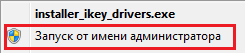 installer_ikey_drivers.exe
Запуск от имени администратора